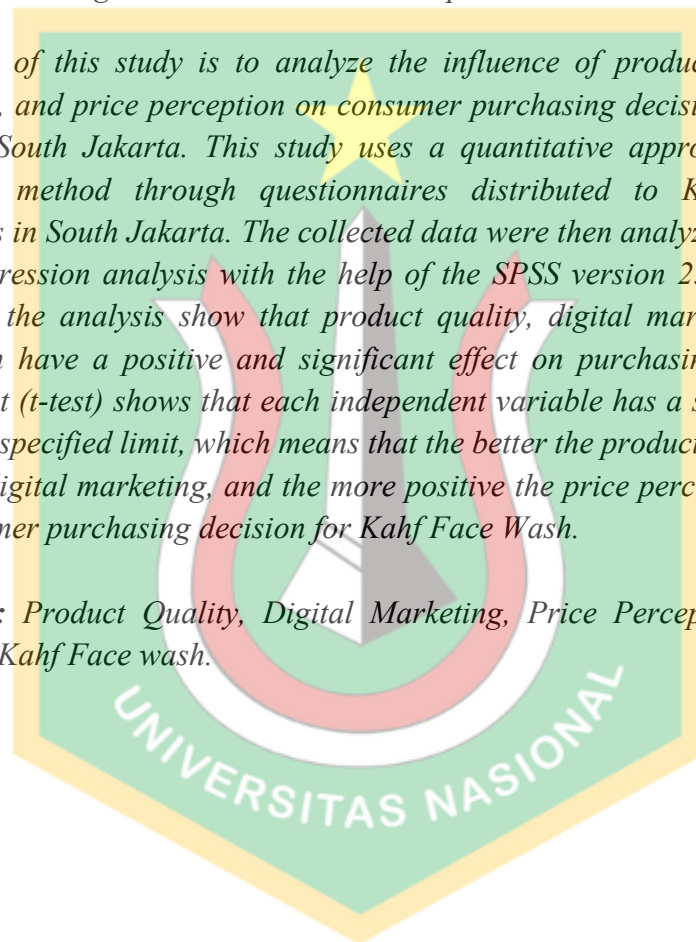 of this study is to analyze the influence of produc
, and price perception on consumer purchasing decisi
South Jakarta. This study uses a quantitative appro
method through questionnaires distributed to K
s in South Jakarta. The collected data were then analyz
ression analysis with the help of the SPSS version 2
the analysis show that product quality, digital mar
n have a positive and significant effect on purchasin
t (t-test) shows that each independent variable has a s
specified limit, which means that the better the product
digital marketing, and the more positive the price perc
mer purchasing decision for Kahf Face Wash.
: Product Quality, Digital Marketing, Price Percep
Kahf Face wash.
UNIVERSITAS NASIONAL